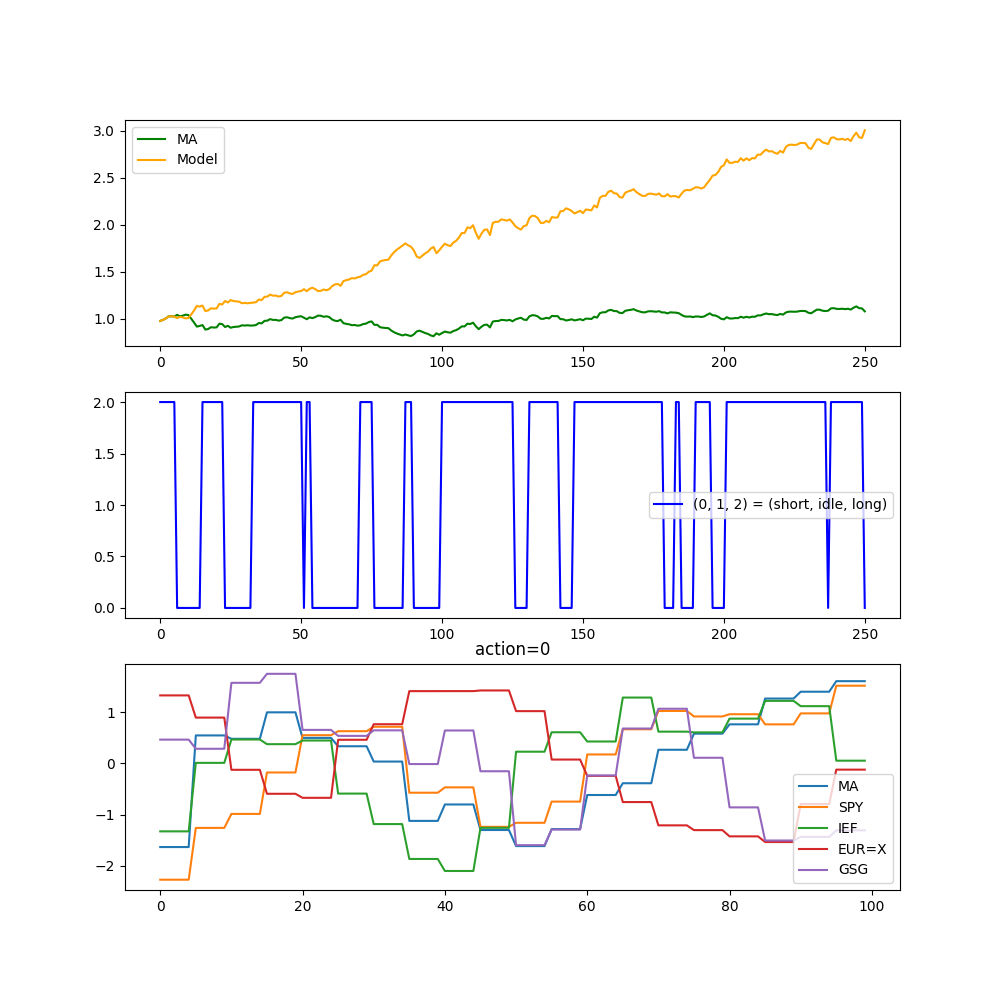 3.0
MA
Model
2.5
2.0
1.5
1.0
0 50 100 150 200 250
2.0
1.5
1.0
(0, 1, 2) = (short, idle, long)
0.5
0.0
0 50 100 150 200 250
action=0
1
0
−1
−2
MA
SPY
IEF
EUR=X
GSG
0 20 40 60 80 100